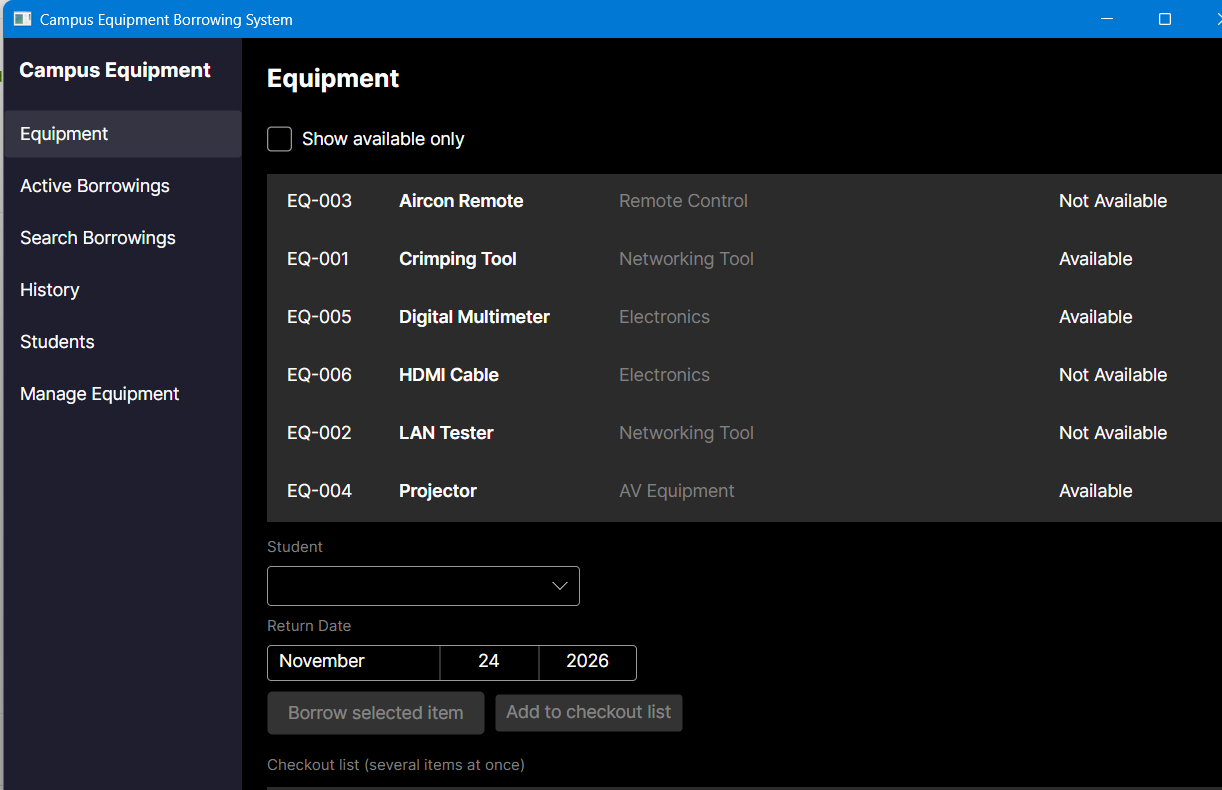 Campus Equipment Borrowing System
Campus Equipment
Equipment
Active Borrowings
Search Borrowings
History
Students
Manage Equipment
Equipment
Show available only
EQ-003 Aircon Remote Remote Control Not Available
EQ-001 Crimping Tool Networking Tool Available
EQ-005 Digital Multimeter Electronics Available
EQ-006 HDMI Cable Electronics Not Available
EQ-002 LAN Tester Networking Tool Not Available
EQ-004 Projector AV Equipment Available
Student
Return Date
November 24 2026
Borrow selected item Add to checkout list
Checkout list (several items at once)